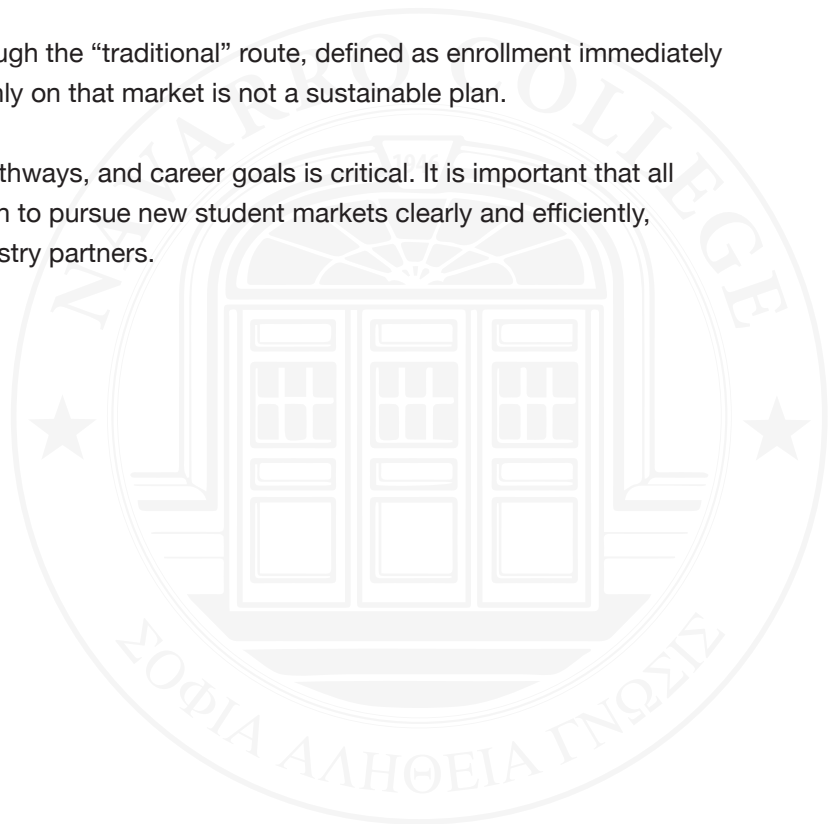 ugh the “traditional” route, defined as enrollment immediately
nly on that market is not a sustainable plan.
thways, and career goals is critical. It is important that all
n to pursue new student markets clearly and efficiently,
stry partners.
NAVARRO COLLEGE
1946
ΣΟΦΙΑ ΑΛΗΘΕΙΑ ΓΝΩΣΙΣ